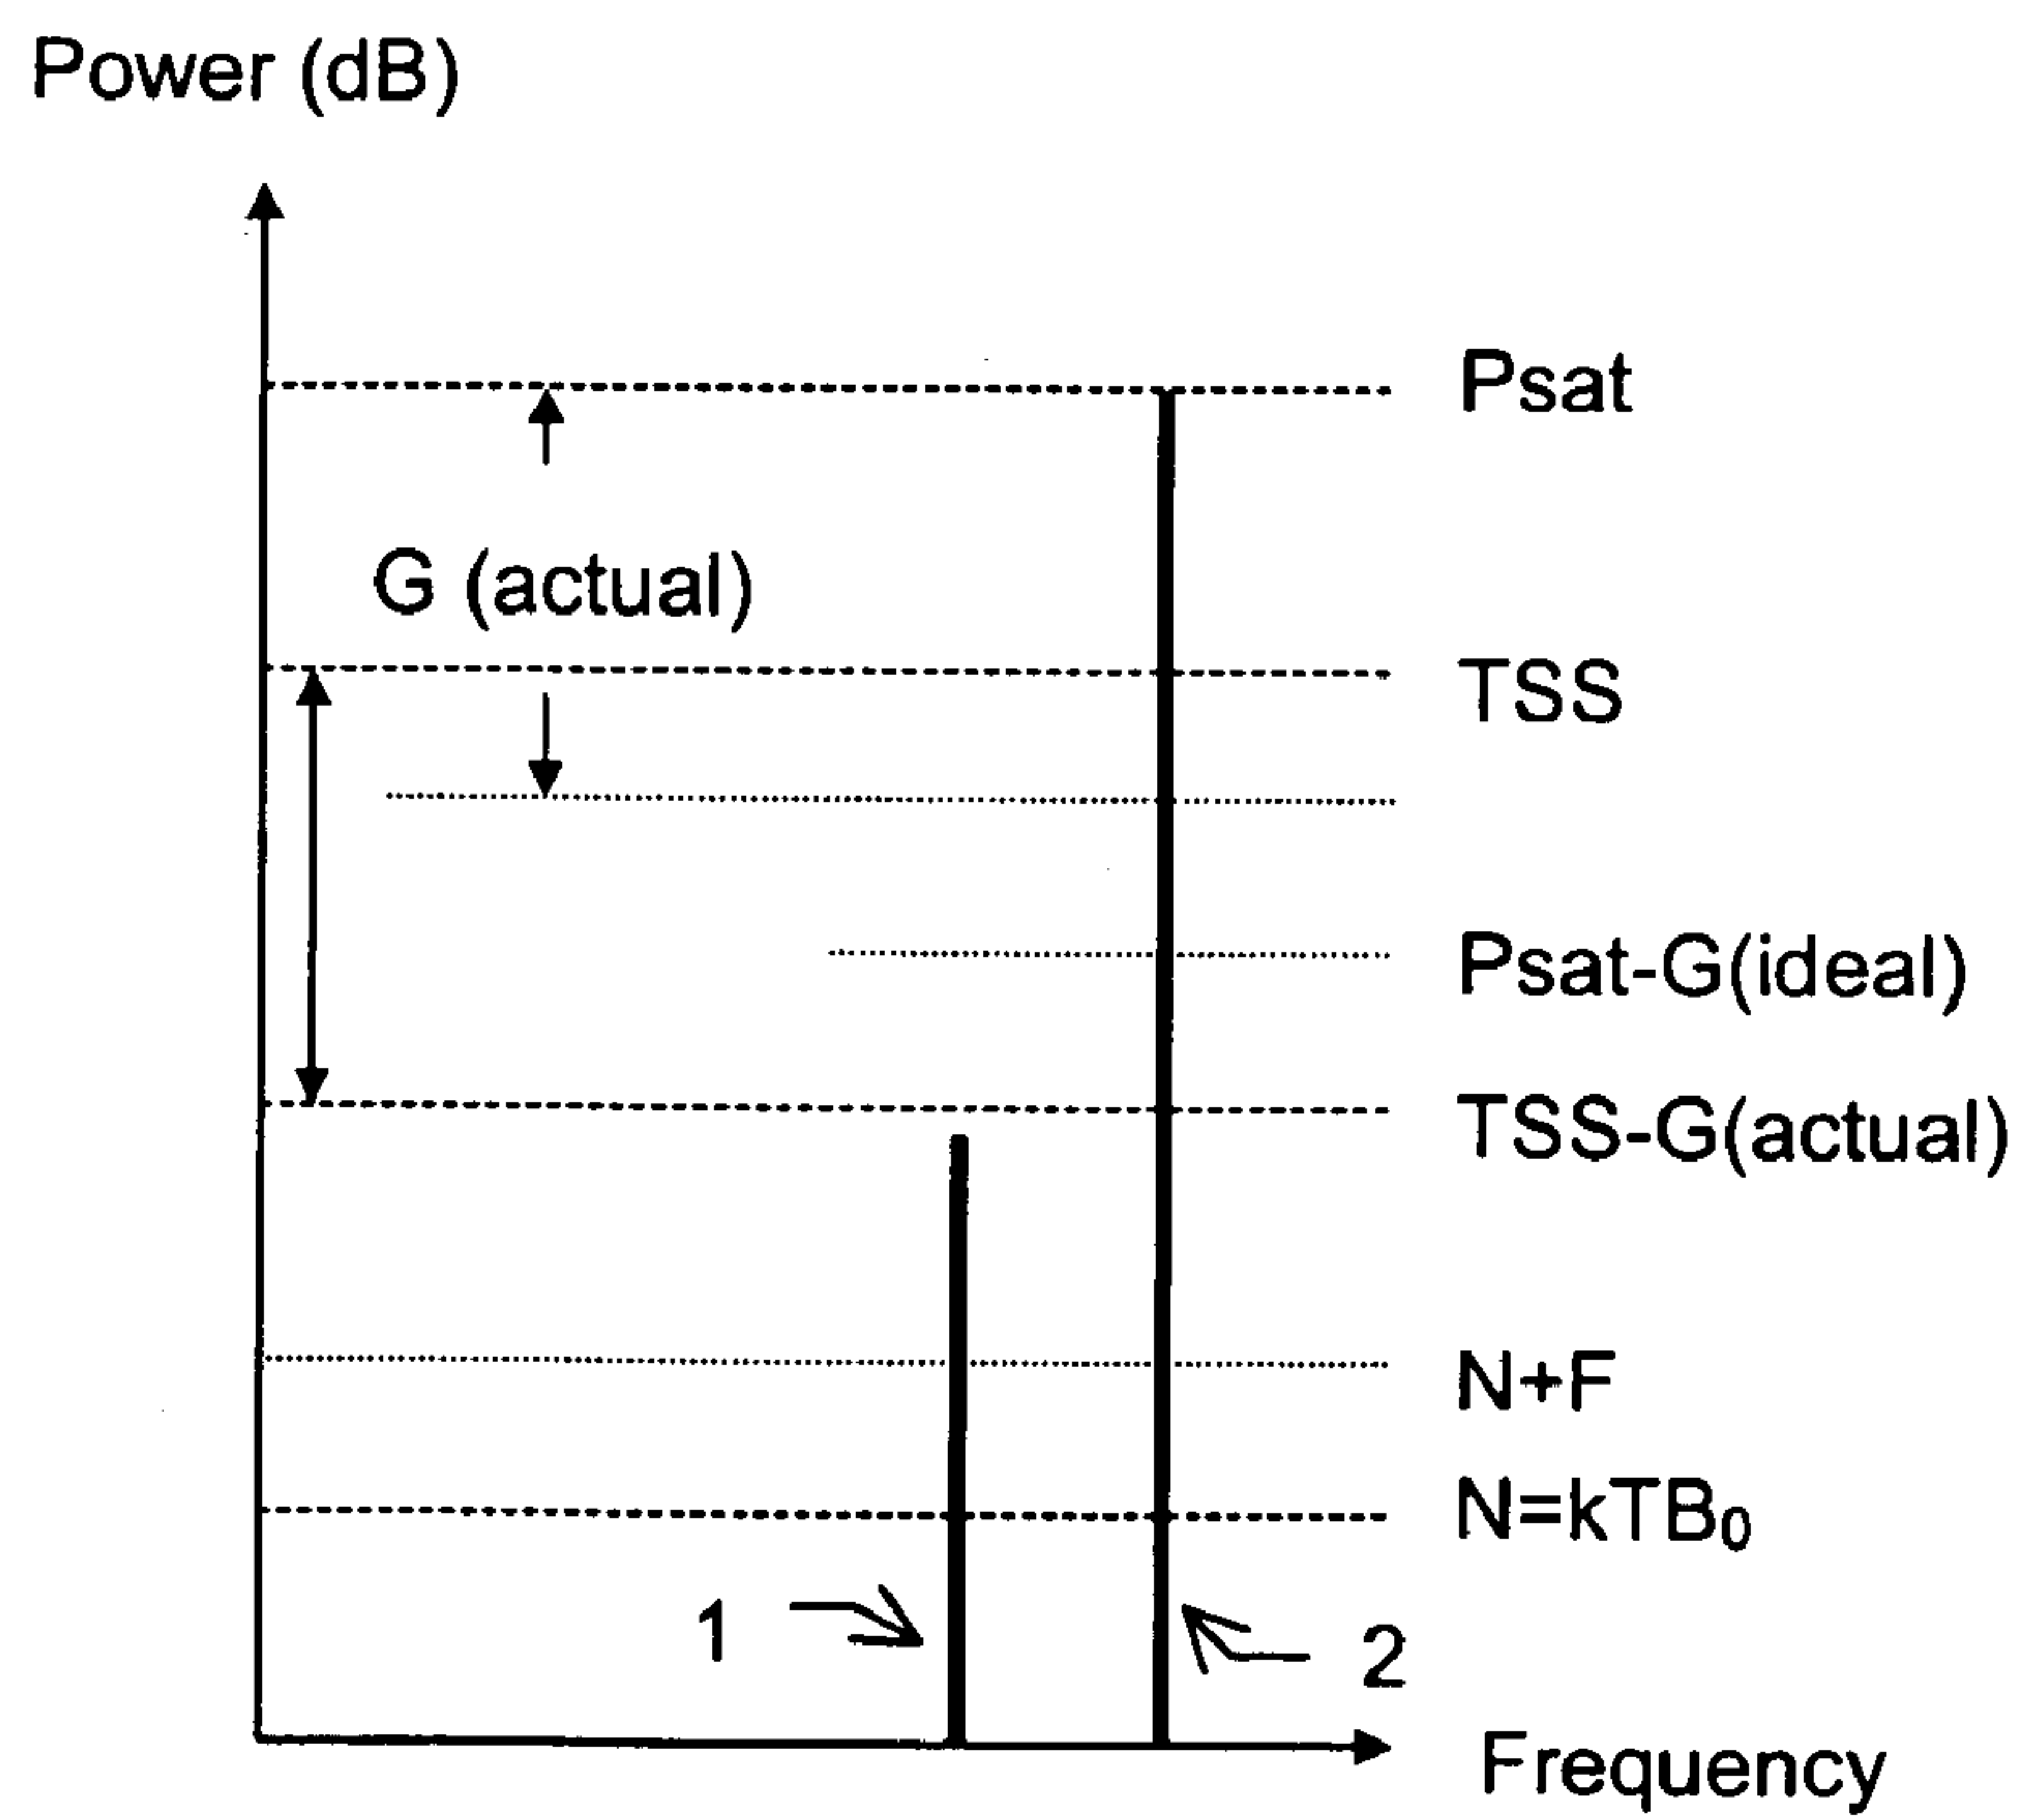 Power (dB)
Psat
G (actual)
TSS
Psat-G(ideal)
TSS-G(actual)
N+F
N=kTB₀
1
2
Frequency